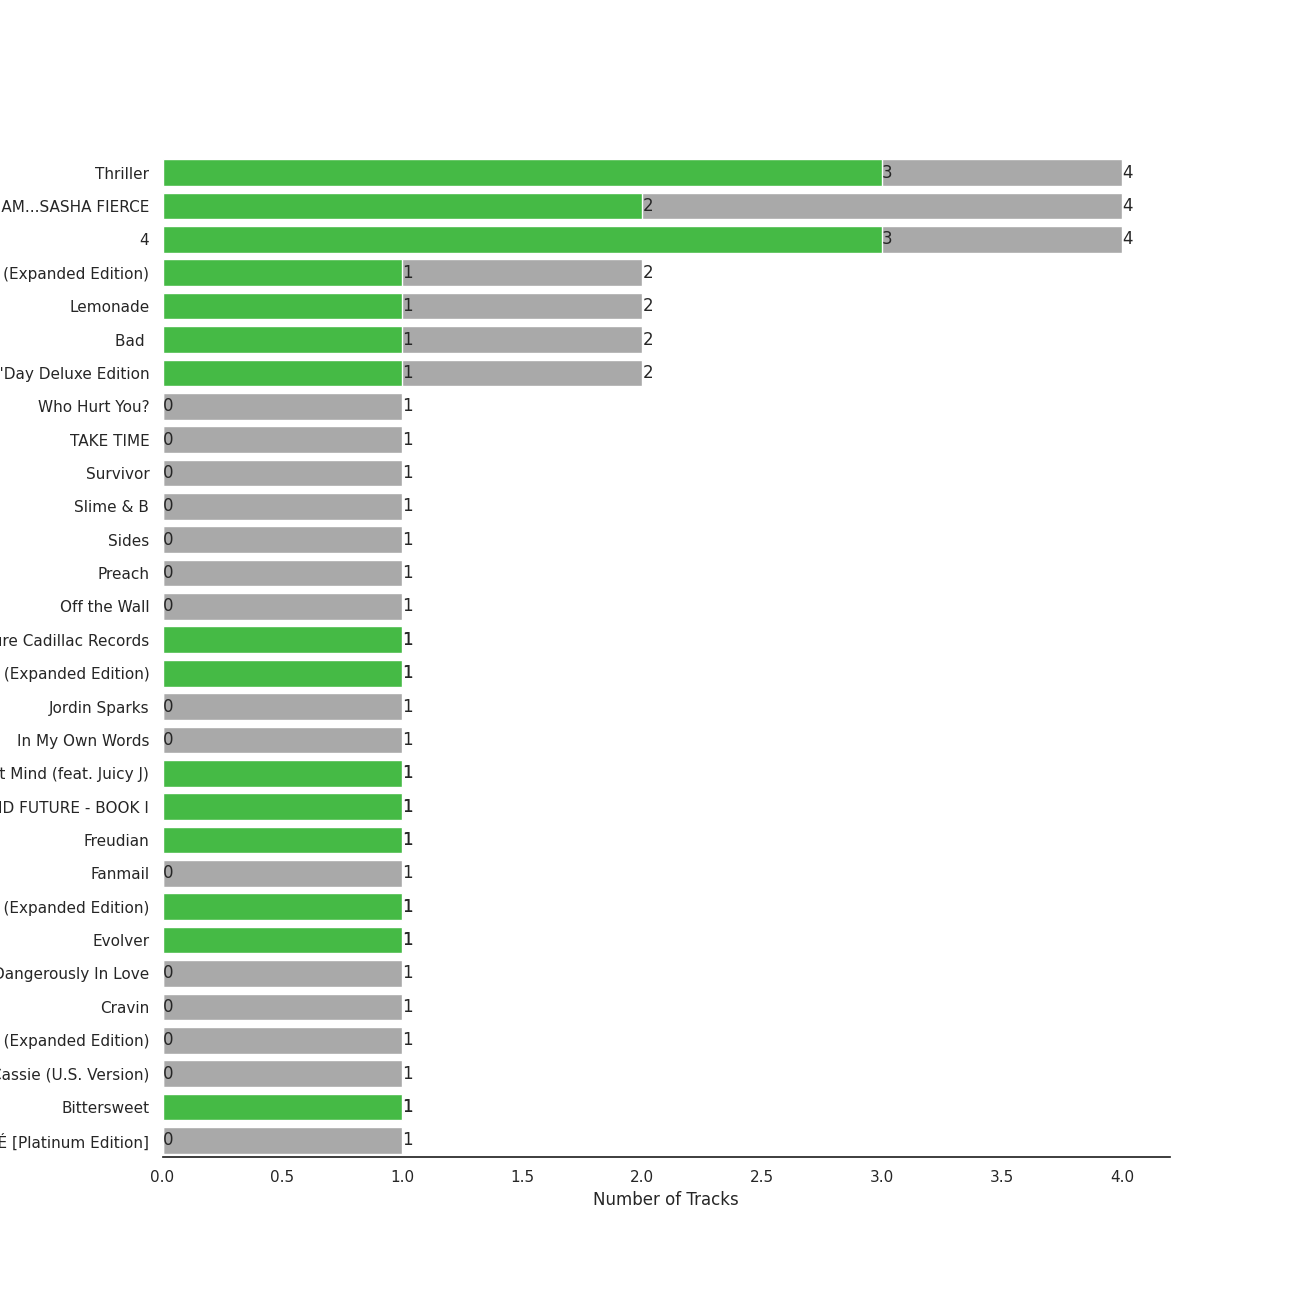 Thriller 3 4
AM...SASHA FIERCE 2 4
4 3 4
(Expanded Edition) 1 2
Lemonade 1 2
Bad 1 2
'Day Deluxe Edition 1 2
Who Hurt You? 0 1
TAKE TIME 0 1
Survivor 0 1
Slime & B 0 1
Sides 0 1
Preach 0 1
Off the Wall 0 1
Cadillac Records 1
(Expanded Edition) 1
Jordin Sparks 0 1
In My Own Words 0 1
t Mind (feat. Juicy J) 1
FUTURE - BOOK I 1
Freudian 1
Fanmail 0 1
(Expanded Edition) 1
Evolver 1
Dangerously In Love 0 1
Cravin 0 1
(Expanded Edition) 0 1
Cassie (U.S. Version) 0 1
Bittersweet 1
É [Platinum Edition] 0 1
0.0 0.5 1.0 1.5 2.0 2.5 3.0 3.5 4.0
Number of Tracks